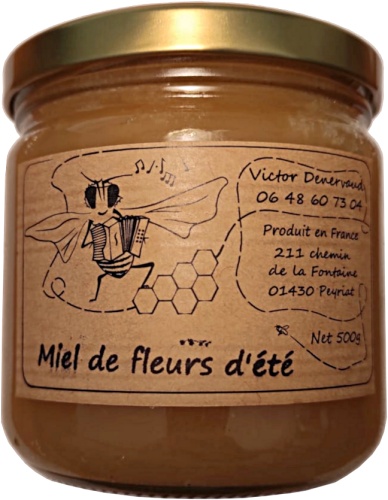 Victor Denervaud
06 48 60 73 04
Produit en France
211 chemin
de la Fontaine
01430 Peyriat
Net 500g
Miel de fleurs d'été